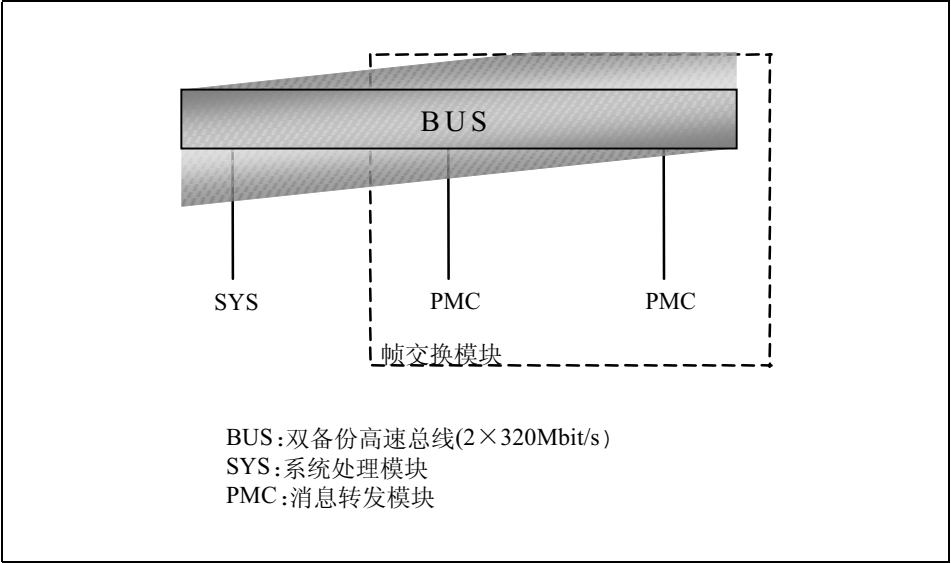 BUS
SYS PMC PMC
帧交换模块
BUS:双备份高速总线(2×320Mbit/s)
SYS:系统处理模块
PMC:消息转发模块